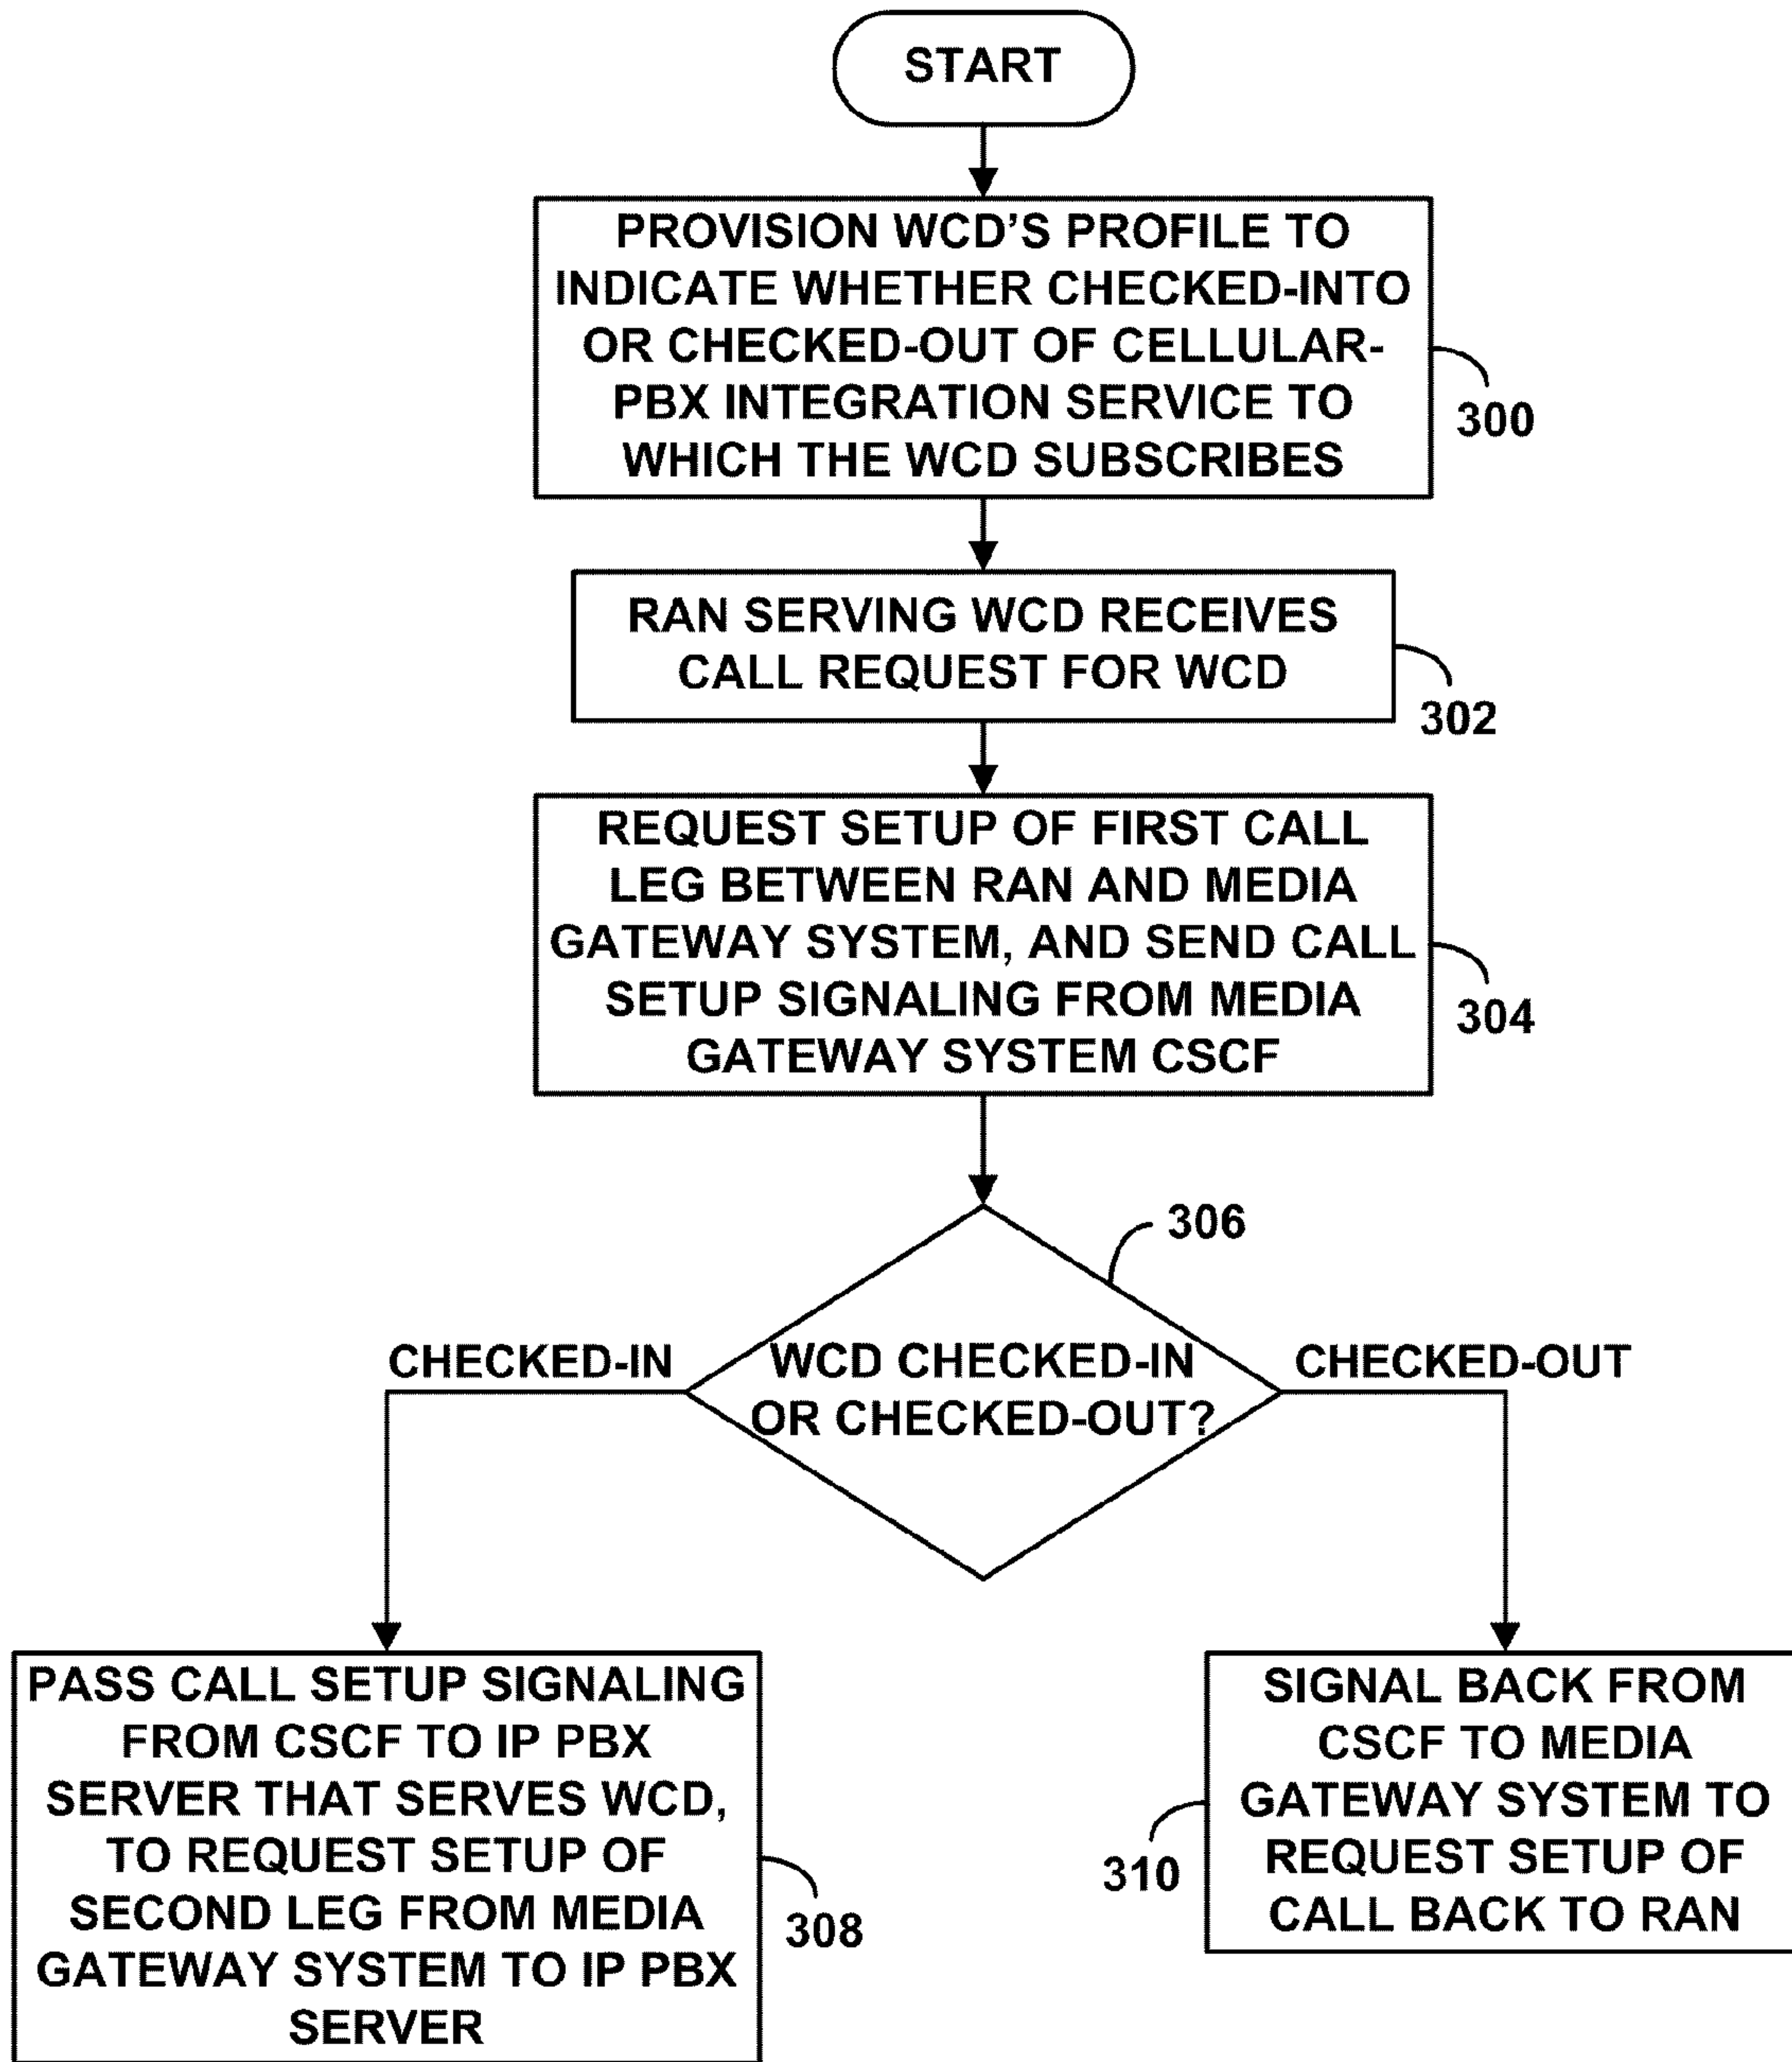 START
PROVISION WCD'S PROFILE TO
INDICATE WHETHER CHECKED-INTO
OR CHECKED-OUT OF CELLULAR-
PBX INTEGRATION SERVICE TO
WHICH THE WCD SUBSCRIBES
300
RAN SERVING WCD RECEIVES
CALL REQUEST FOR WCD
302
REQUEST SETUP OF FIRST CALL
LEG BETWEEN RAN AND MEDIA
GATEWAY SYSTEM, AND SEND CALL
SETUP SIGNALING FROM MEDIA
GATEWAY SYSTEM CSCF
304
306
WCD CHECKED-IN
OR CHECKED-OUT?
CHECKED-IN
CHECKED-OUT
PASS CALL SETUP SIGNALING
FROM CSCF TO IP PBX
SERVER THAT SERVES WCD,
TO REQUEST SETUP OF
SECOND LEG FROM MEDIA
GATEWAY SYSTEM TO IP PBX
SERVER
308
SIGNAL BACK FROM
CSCF TO MEDIA
GATEWAY SYSTEM TO
REQUEST SETUP OF
CALL BACK TO RAN
310